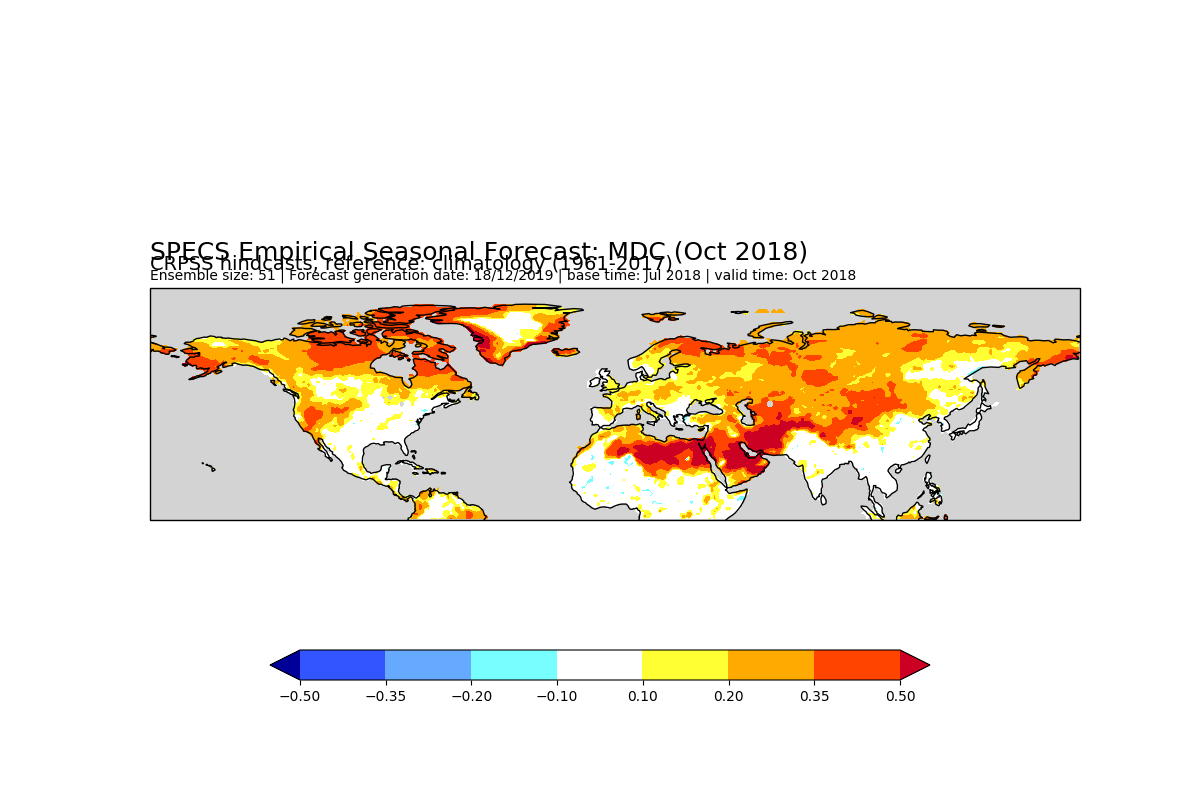 SPECS Empirical Seasonal Forecast: MDC (Oct 2018)
CRPSS hindcasts, reference: climatology (1961-2017)
Ensemble size: 51 | Forecast generation date: 18/12/2019 | base time: Jul 2018 | valid time: Oct 2018
−0.50 −0.35 −0.20 −0.10 0.10 0.20 0.35 0.50